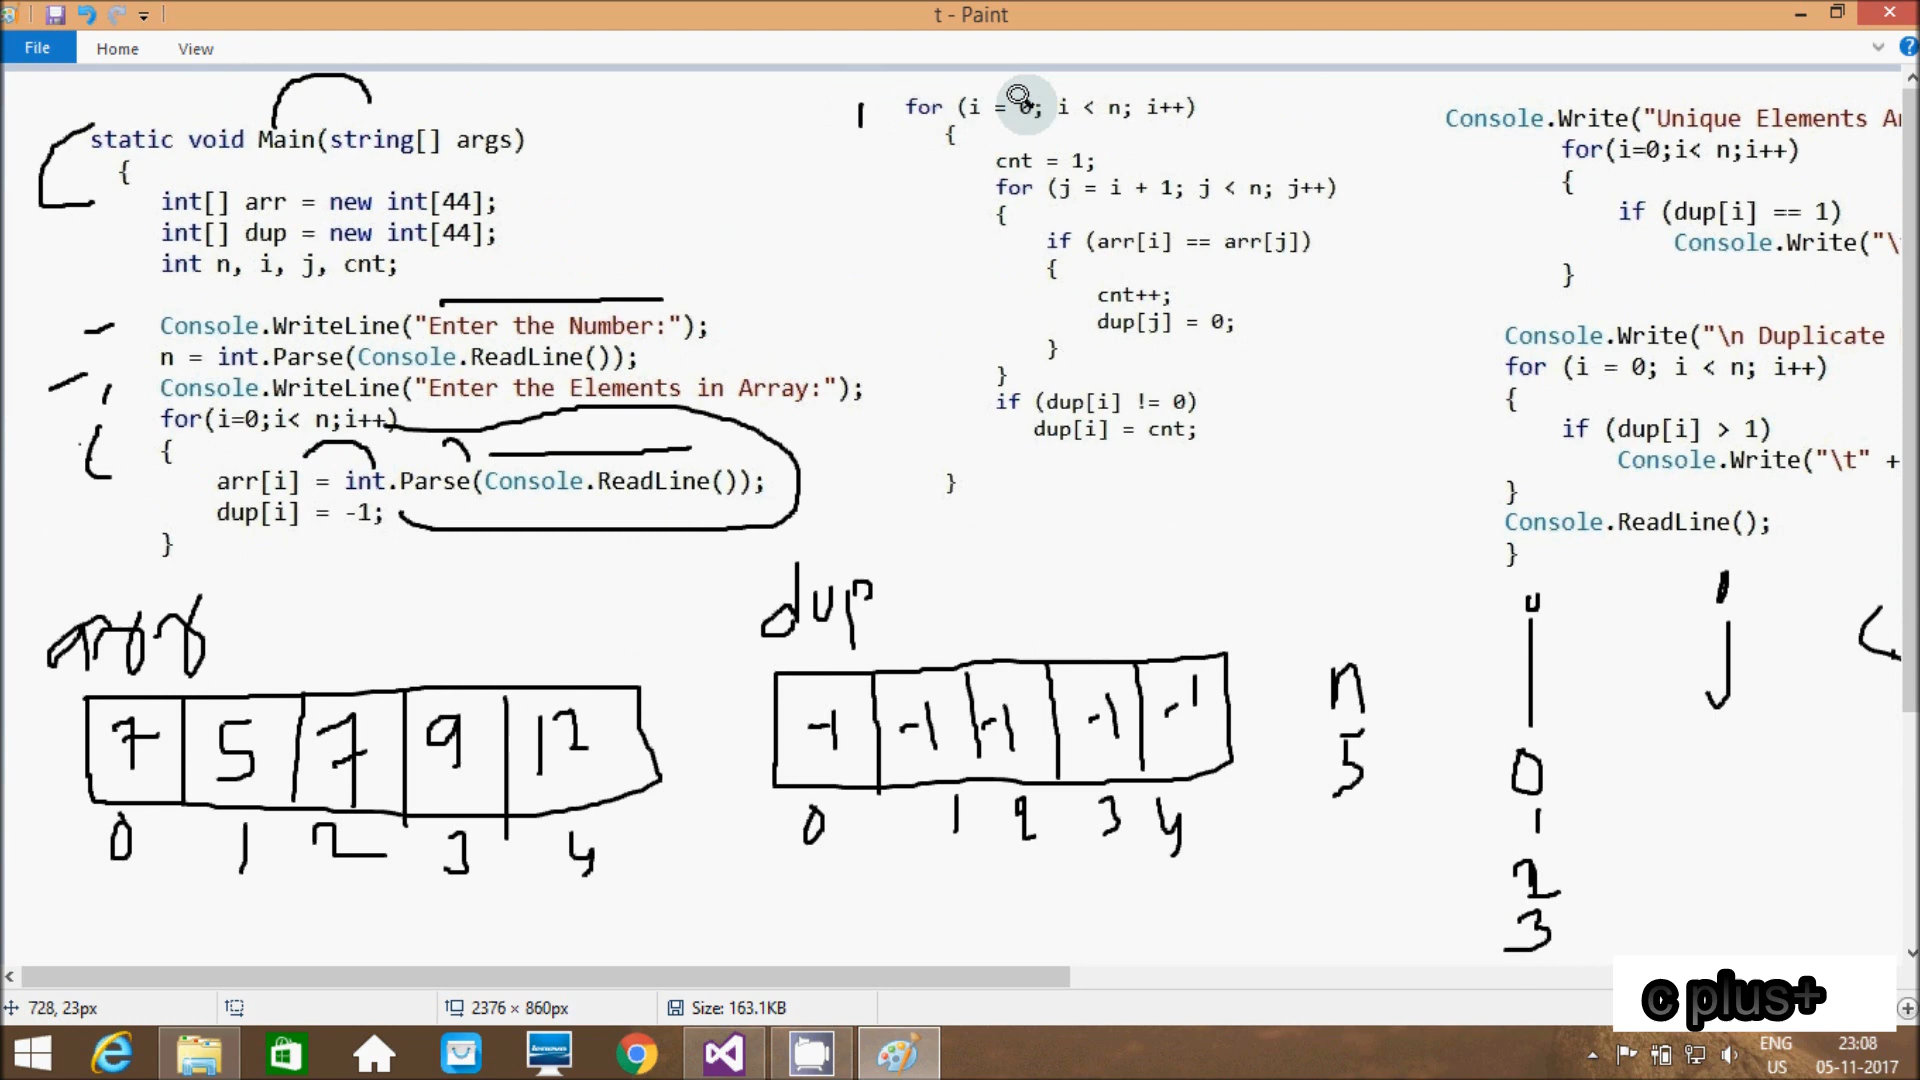 t - Paint
File
Home
View
static void Main(string[] args)
{
int[] arr = new int[44];
int[] dup = new int[44];
int n, i, j, cnt;
Console.WriteLine("Enter the Number:");
n = int.Parse(Console.ReadLine());
Console.WriteLine("Enter the Elements in Array:");
for(i=0;i< n;i++)
{
arr[i] = int.Parse(Console.ReadLine());
dup[i] = -1;
}
for (i = 0; i < n; i++)
{
cnt = 1;
for (j = i + 1; j < n; j++)
{
if (arr[i] == arr[j])
{
cnt++;
dup[j] = 0;
}
}
if (dup[i] != 0)
dup[i] = cnt;
}
Console.Write("Unique Elements A
for(i=0;i< n;i++)
{
if (dup[i] == 1)
Console.Write("\
}
Console.Write("\n Duplicate
for (i = 0; i < n; i++)
{
if (dup[i] > 1)
Console.Write("\t" +
}
Console.ReadLine();
}
arr
7 5 7 9 12
0 1 2 3 4
dup
-1 -1 -1 -1 -1
0 1 2 3 4
n
5
i
0
1
2
3
j
c plus+
728, 23px
2376 × 860px
Size: 163.1KB
ENG
US
23:08
05-11-2017